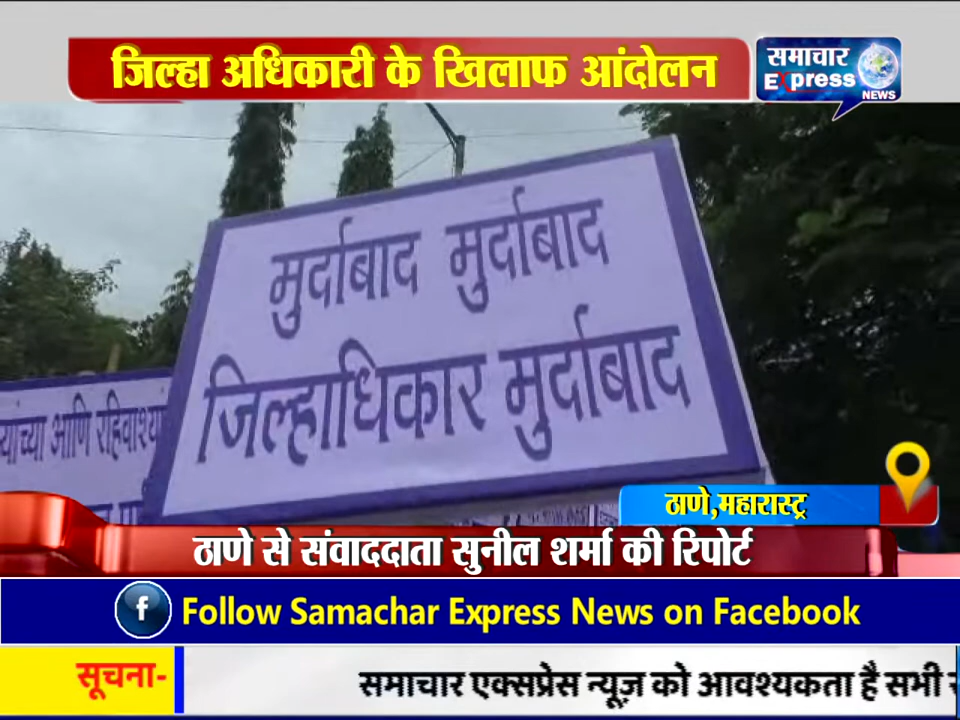 जिल्हा अधिकारी के खिलाफ आंदोलन
समाचार
Express
NEWS
मुर्दाबाद मुर्दाबाद
जिल्हाधिकार मुर्दाबाद
आणि रहिवाश्यां
ठाणे,महारास्ट्र
ठाणे से संवाददाता सुनील शर्मा की रिपोर्ट
f Follow Samachar Express News on Facebook
सूचना- समाचार एक्सप्रेस न्यूज़ को आवश्यकता है सभी